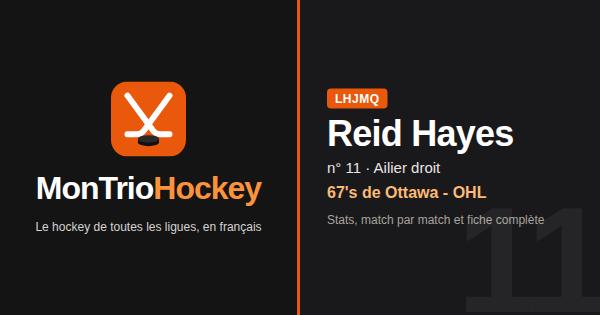 MonTrioHockey
Le hockey de toutes les ligues, en français
LHJMQ
Reid Hayes
n° 11 · Ailier droit
67's de Ottawa - OHL
Stats, match par match et fiche complète
11